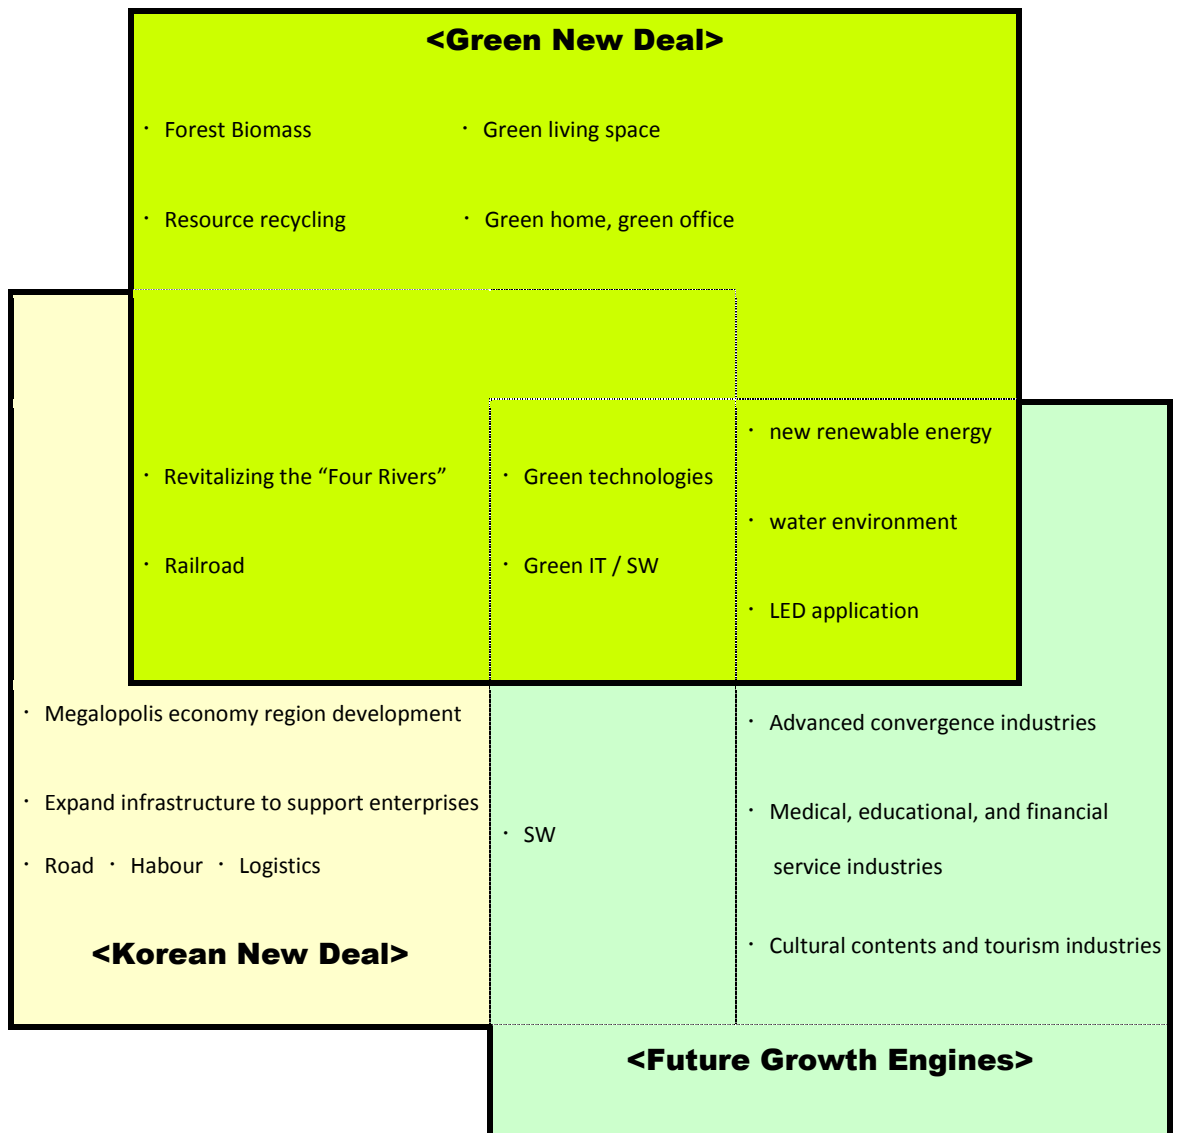 <Green New Deal>
· Forest Biomass · Green living space
· Resource recycling · Green home, green office
· new renewable energy
· Revitalizing the “Four Rivers” · Green technologies
· water environment
· Railroad · Green IT / SW
· LED application
· Megalopolis economy region development
· Advanced convergence industries
· Expand infrastructure to support enterprises
· Medical, educational, and financial
service industries
· SW
· Road · Habour · Logistics
· Cultural contents and tourism industries
<Korean New Deal>
<Future Growth Engines>